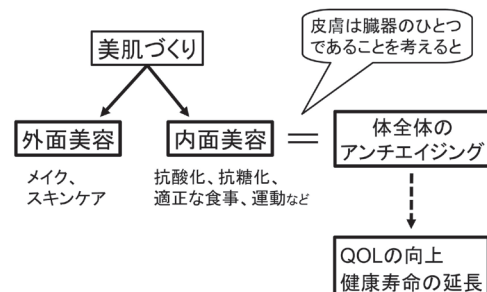 皮膚は臓器のひとつ
であることを考えると
美肌づくり
外面美容
内面美容
＝
体全体の
アンチエイジング
メイク、
スキンケア
抗酸化、抗糖化、
適正な食事、運動など
QOLの向上
健康寿命の延長